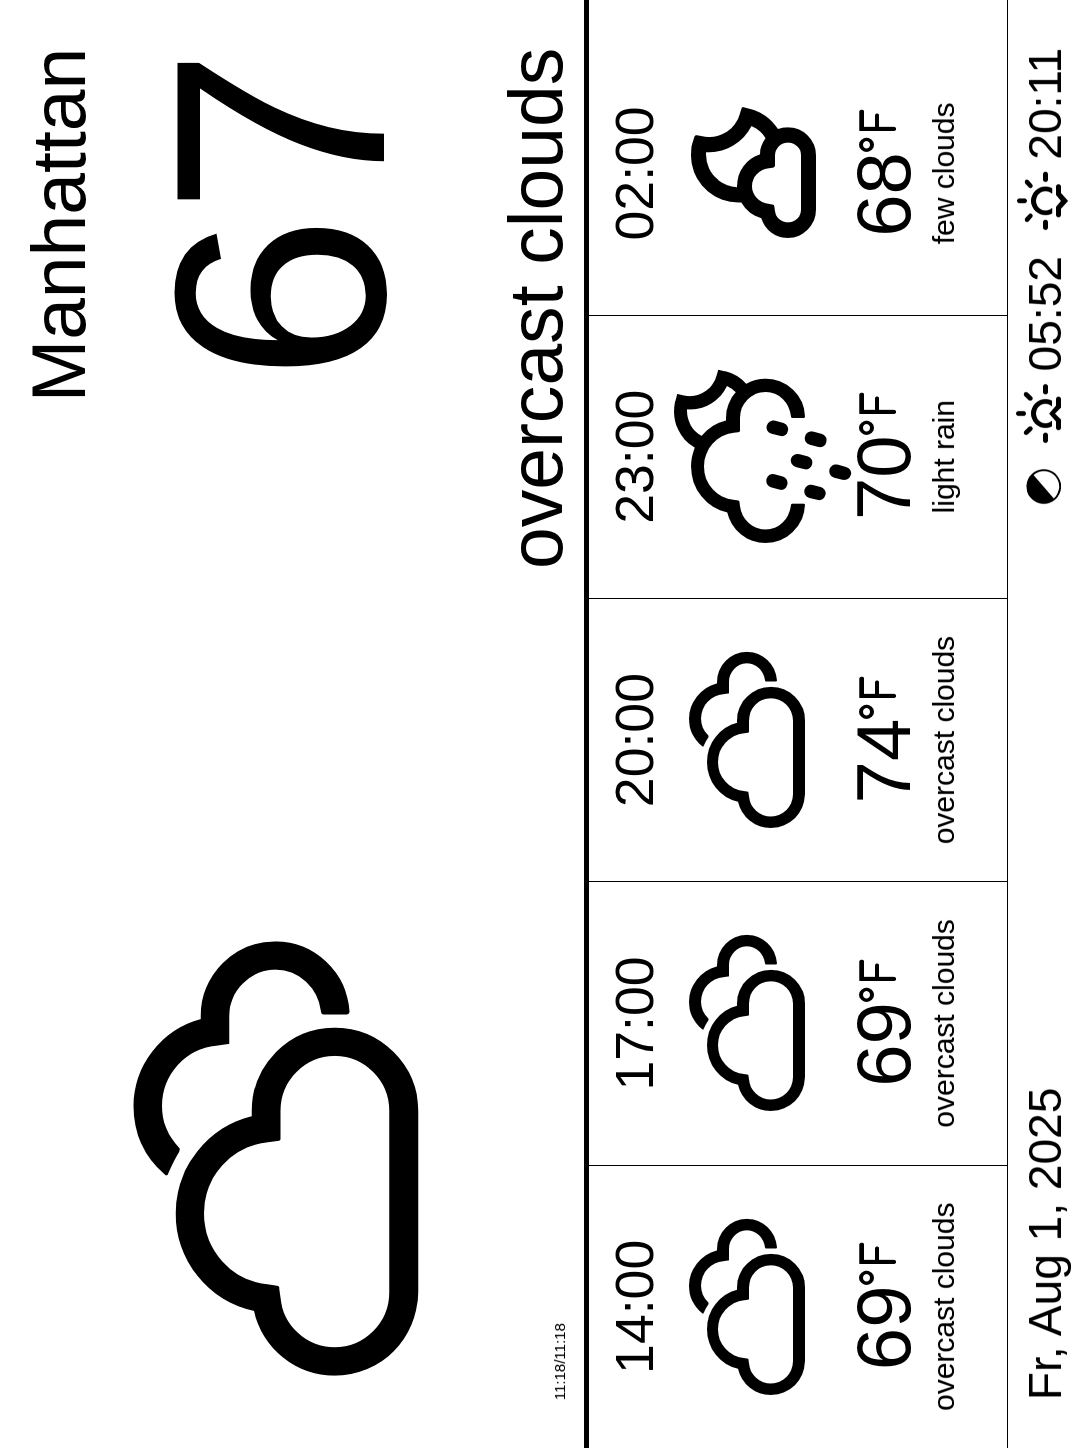 Manhattan
67
overcast clouds
11:18/11:18
14:00
69°F
overcast clouds
17:00
69°F
overcast clouds
20:00
74°F
overcast clouds
23:00
70°F
light rain
02:00
68°F
few clouds
Fr, Aug 1, 2025
05:52
20:11